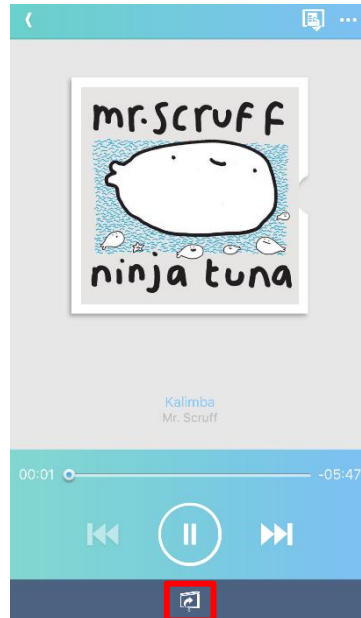 mr.scruff
ninja tuna
Kalimba
Mr. Scruff
00:01
-05:47